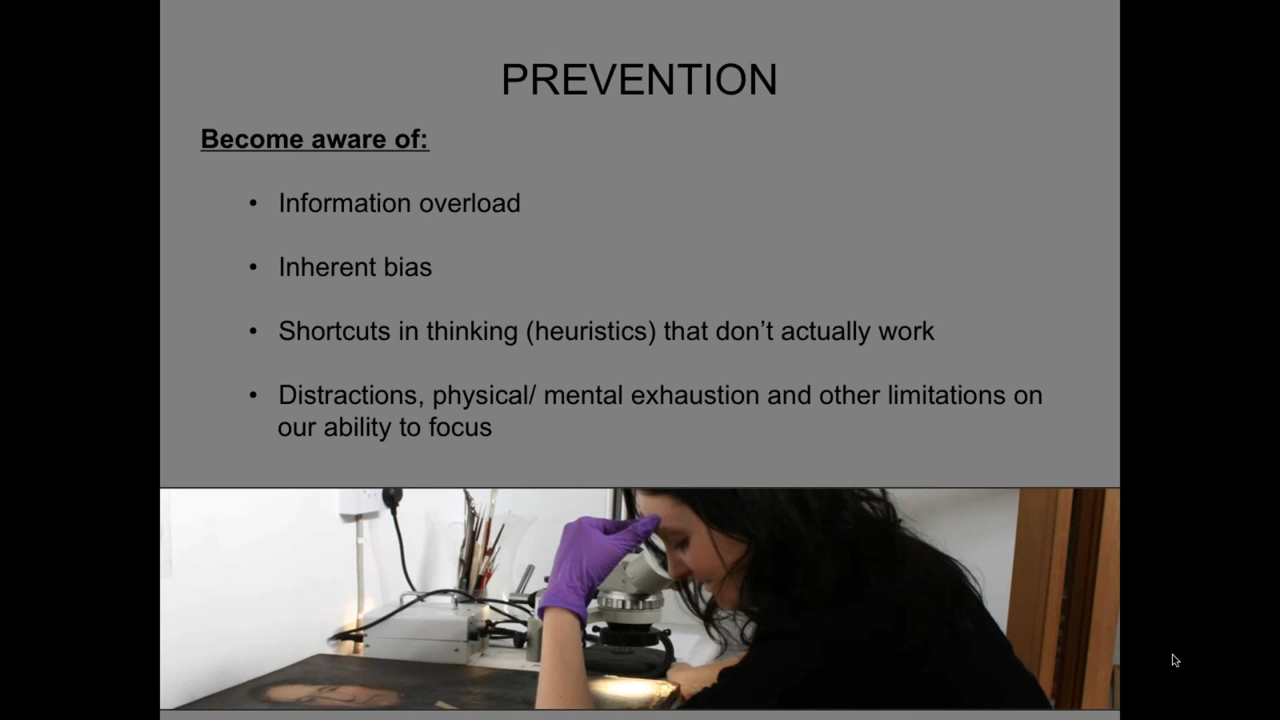 PREVENTION
Become aware of:
• Information overload
• Inherent bias
• Shortcuts in thinking (heuristics) that don’t actually work
• Distractions, physical/ mental exhaustion and other limitations on
our ability to focus